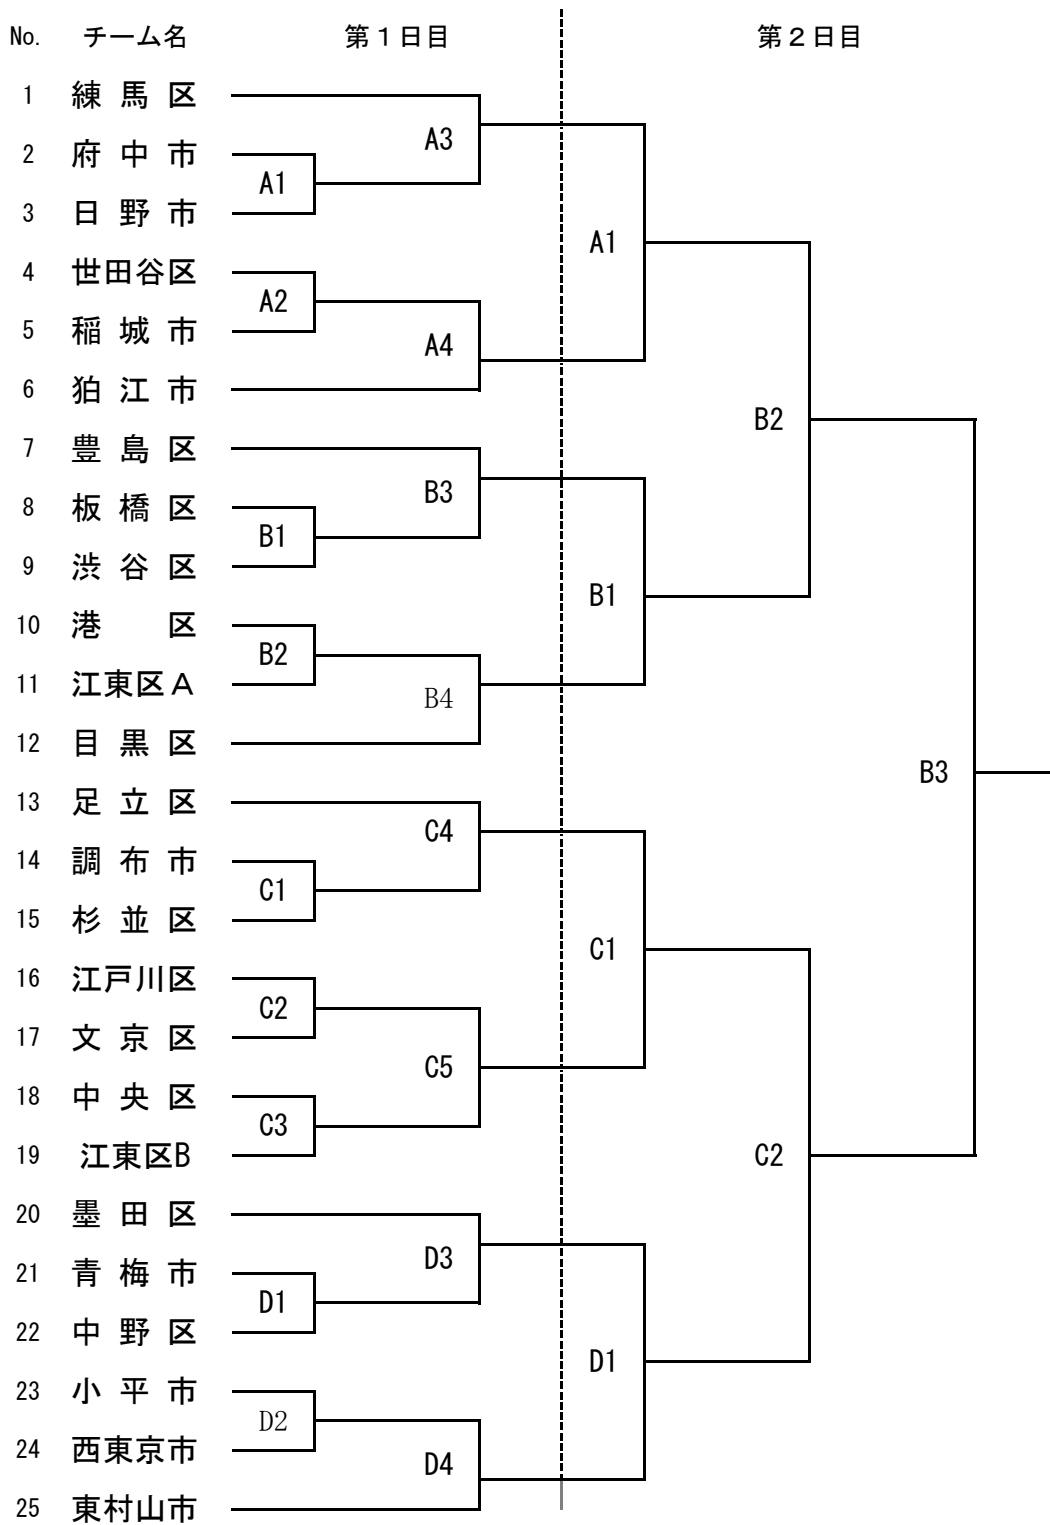 No. チーム名 第１日目 第２日目
1 練馬区
A3
2 府中市
A1
3 日野市
A1
4 世田谷区
A2
5 稲城市
A4
6 狛江市
B2
7 豊島区
B3
8 板橋区
B1
9 渋谷区
B1
10 港区
B2
11 江東区Ａ
B4
12 目黒区
B3
13 足立区
C4
14 調布市
C1
15 杉並区
C1
16 江戸川区
C2
17 文京区
C5
18 中央区
C3
19 江東区B
C2
20 墨田区
D3
21 青梅市
D1
22 中野区
D1
23 小平市
D2
24 西東京市
D4
25 東村山市